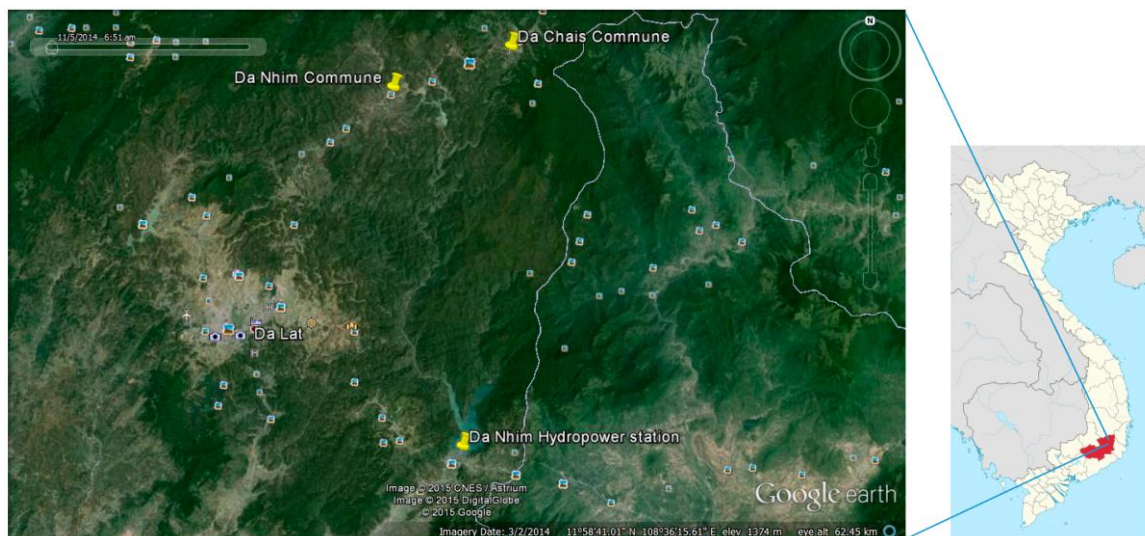 11/5/2014 6:51 am
N
Da Chais Commune
Da Nhim Commune
H
Da Lat
H
Da Nhim Hydropower station
Image © 2015 CNES / Astrium
Image © 2015 DigitalGlobe
© 2015 Google
Google earth
Imagery Date: 3/2/2014 11°58'41.01" N 108°36'15.61" E elev 1374 m eye alt 62.45 km